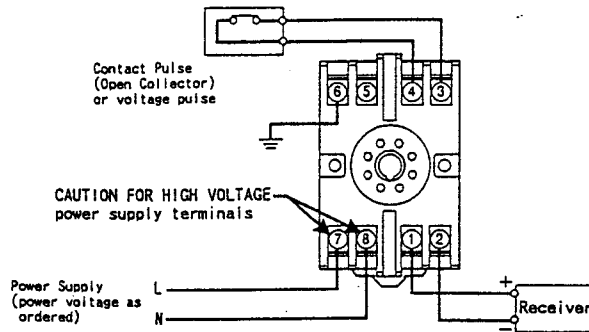 Contact Pulse
(Open Collector)
or voltage pulse
6 5 4 3
CAUTION FOR HIGH VOLTAGE
power supply terminals
7 8 1 2
Power Supply
(power voltage as
ordered)
L
N
+
Receiver
−